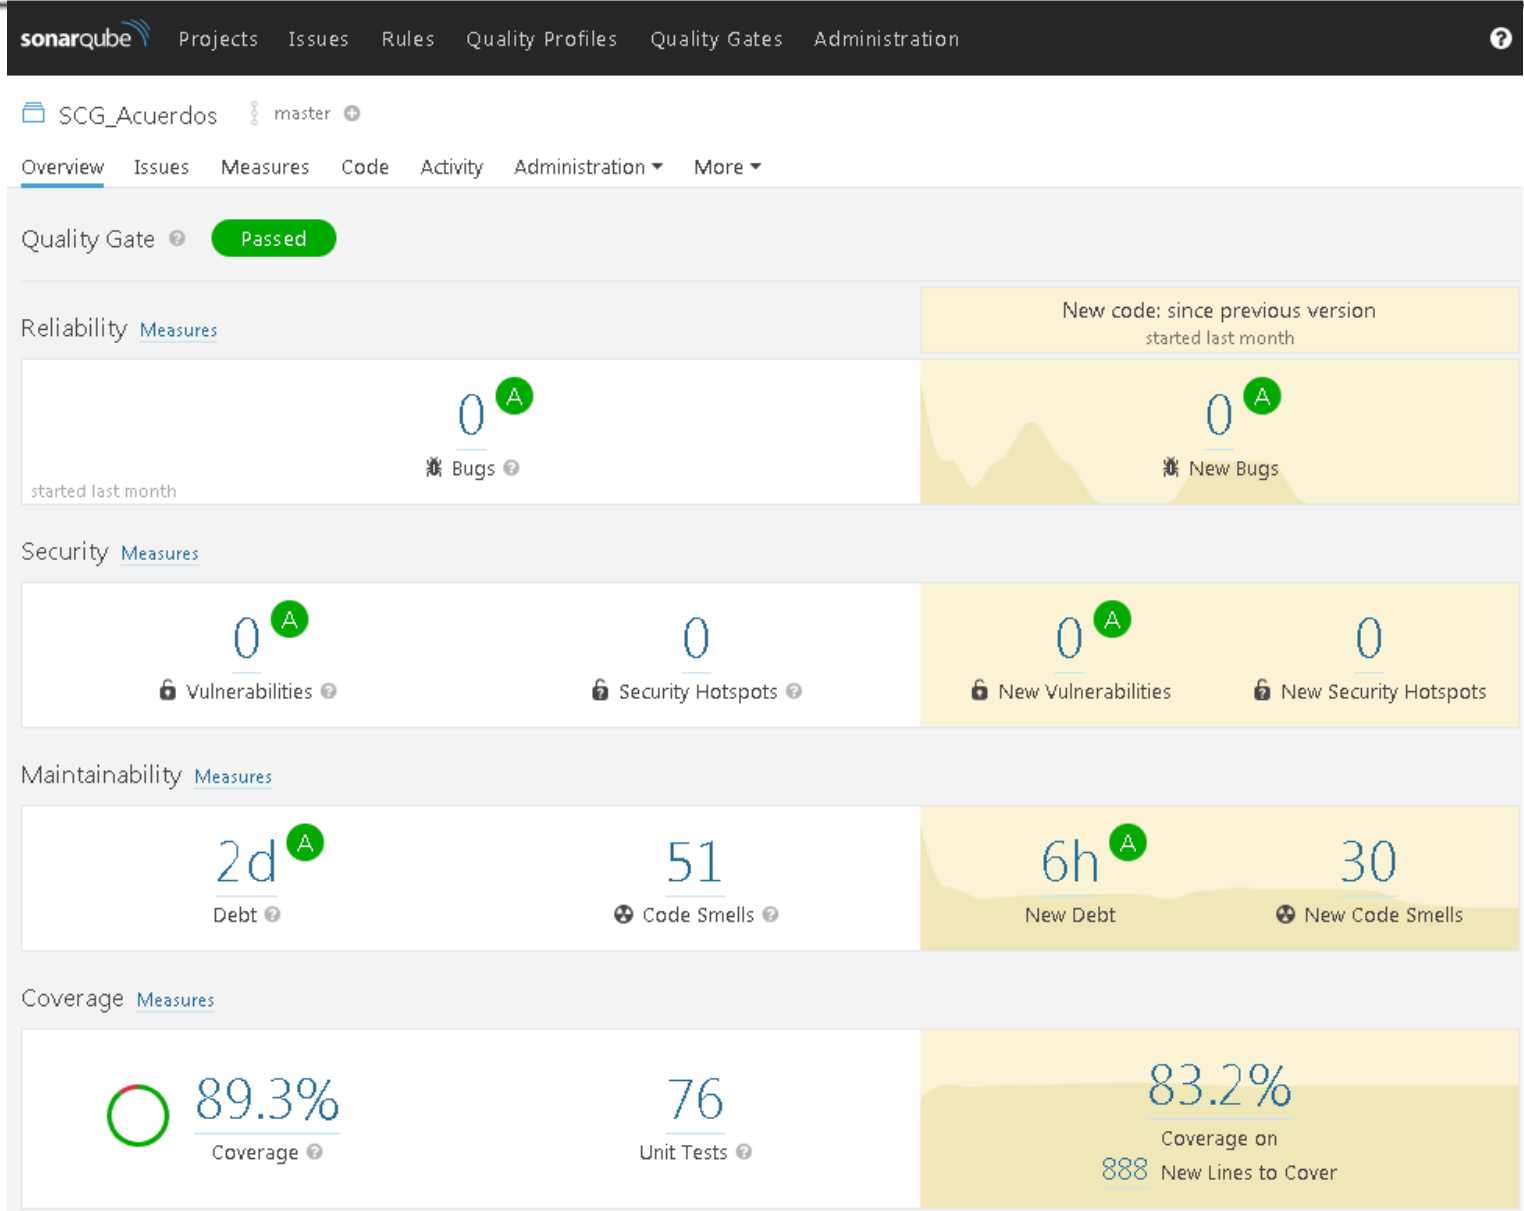 sonarqube Projects Issues Rules Quality Profiles Quality Gates Administration
SCG_Acuerdos master
Overview Issues Measures Code Activity Administration More
Quality Gate Passed
New code: since previous version
started last month
Reliability Measures
0 A
Bugs
started last month
0 A
New Bugs
Security Measures
0 A
Vulnerabilities
0
Security Hotspots
0 A
New Vulnerabilities
0
New Security Hotspots
Maintainability Measures
2d A
Debt
51
Code Smells
6h A
New Debt
30
New Code Smells
Coverage Measures
89.3%
Coverage
76
Unit Tests
83.2%
Coverage on
888 New Lines to Cover